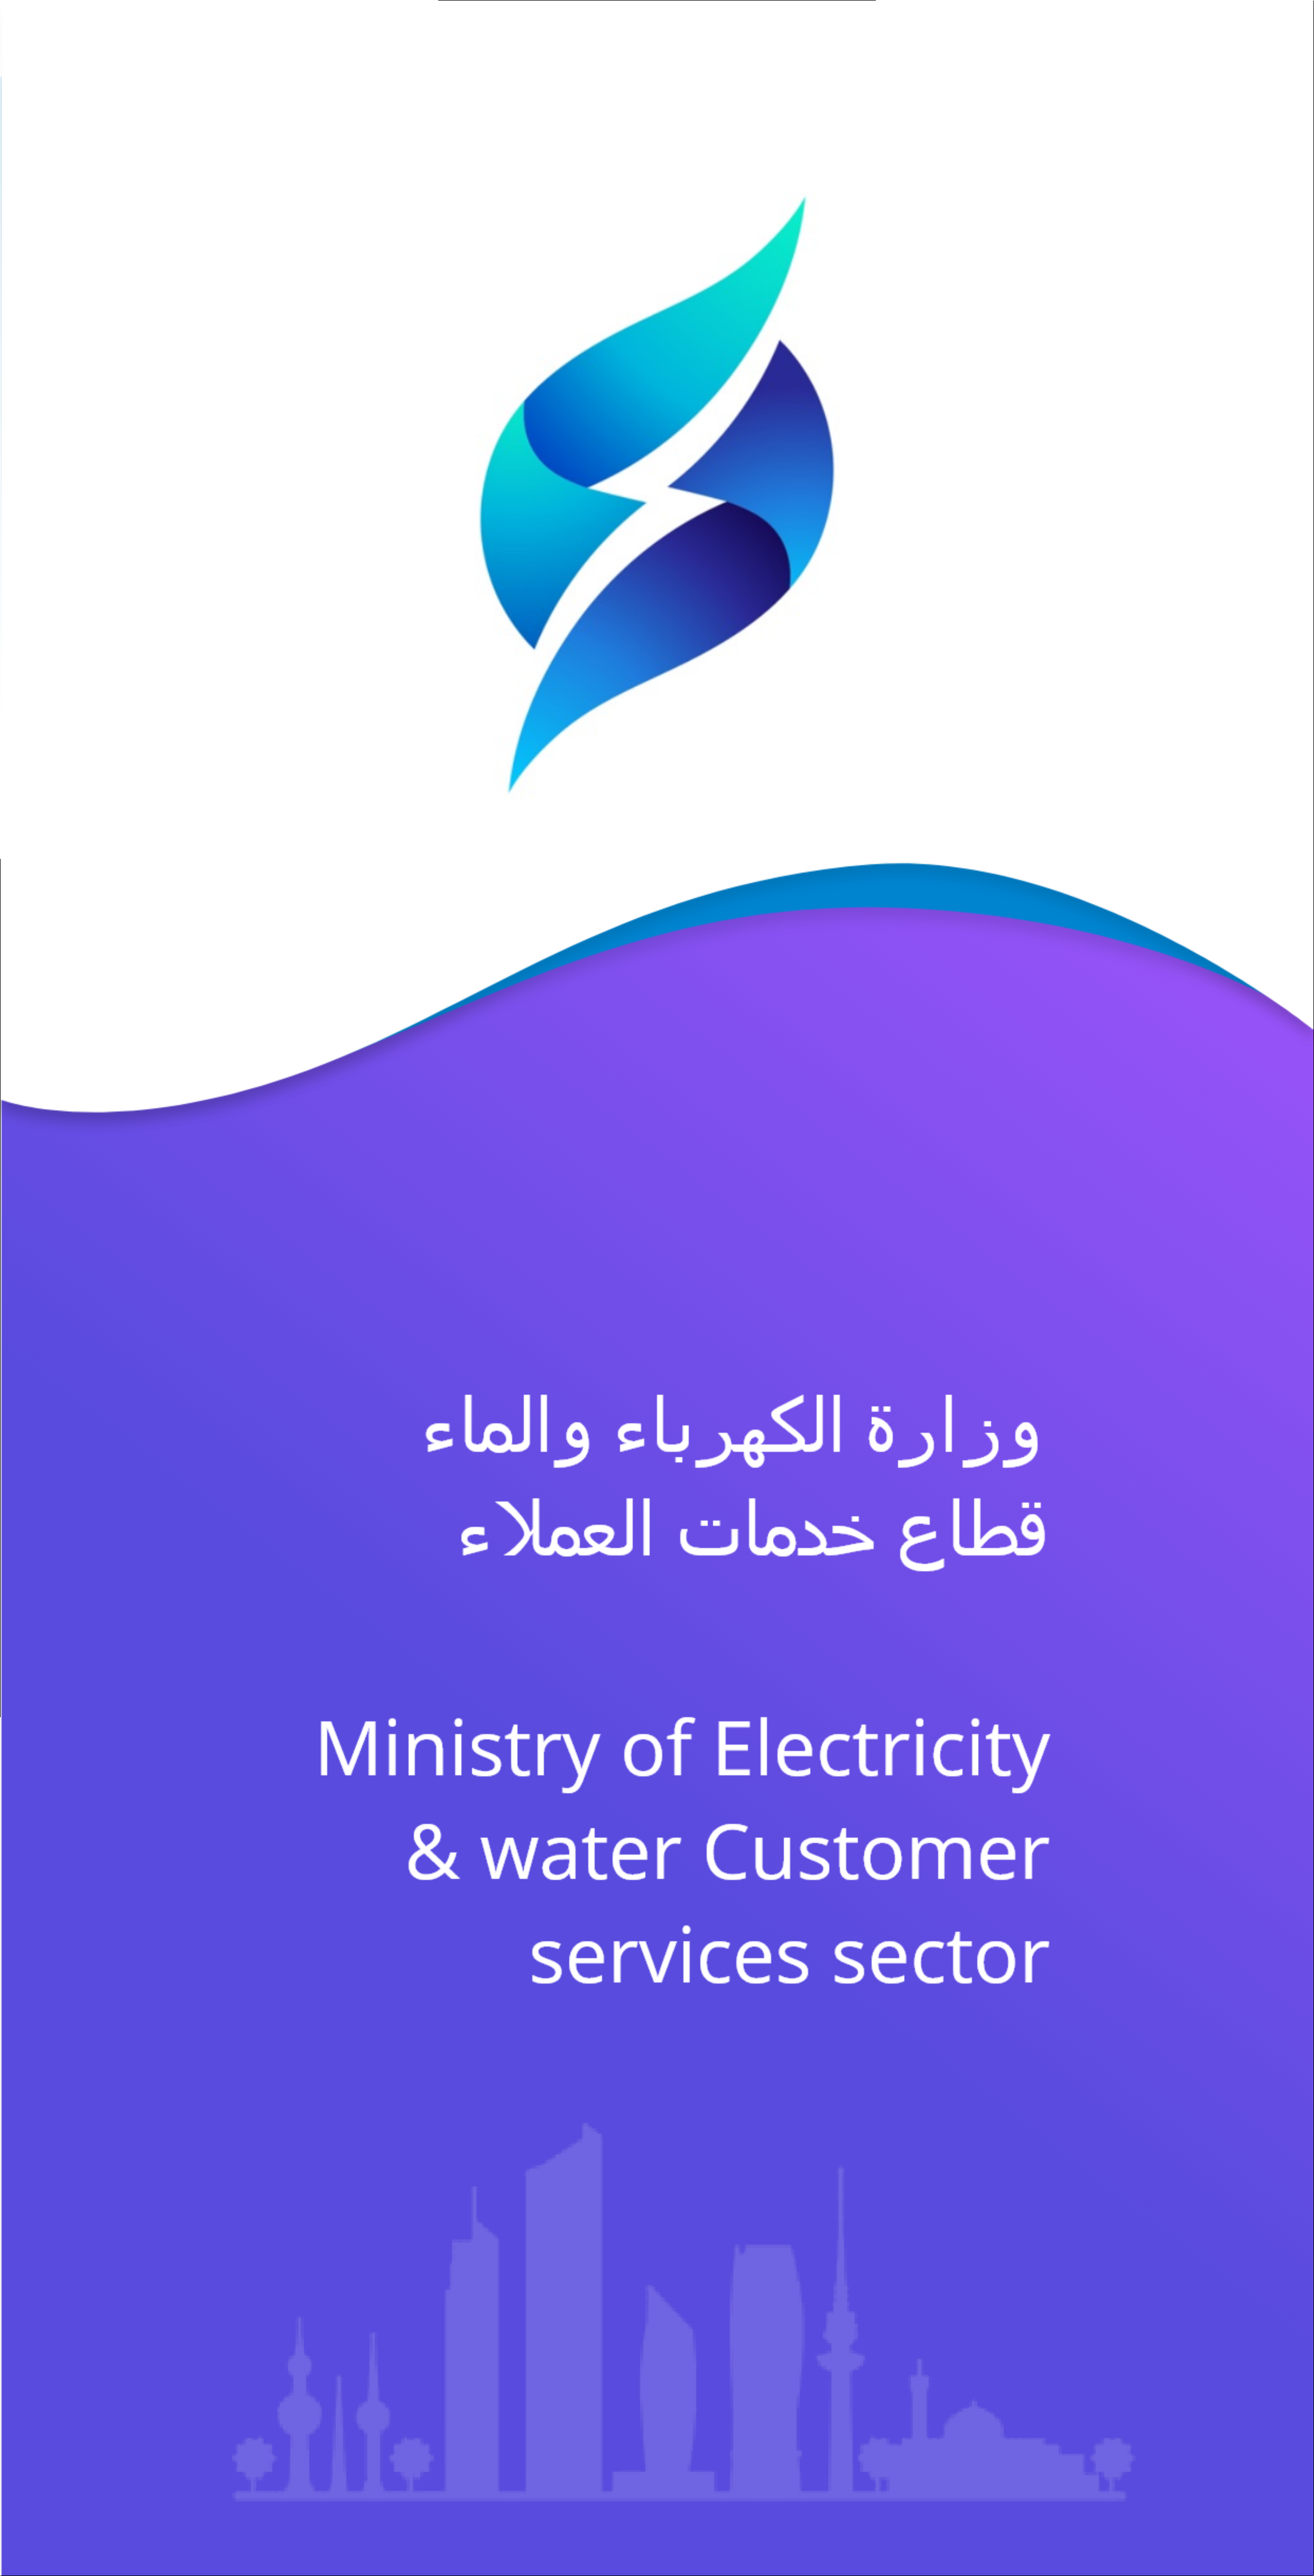 وزارة الكهرباء والماء
قطاع خدمات العملاء
Ministry of Electricity
& water Customer
services sector